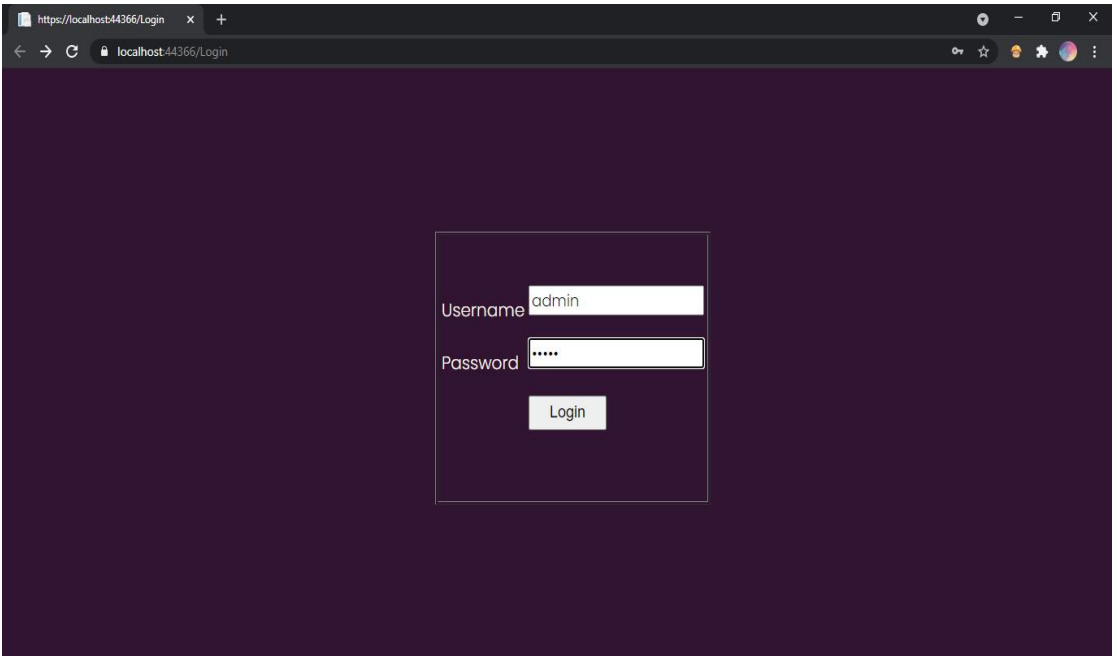 https://localhost:44366/Login
localhost:44366/Login
Username admin
Password •••••
Login